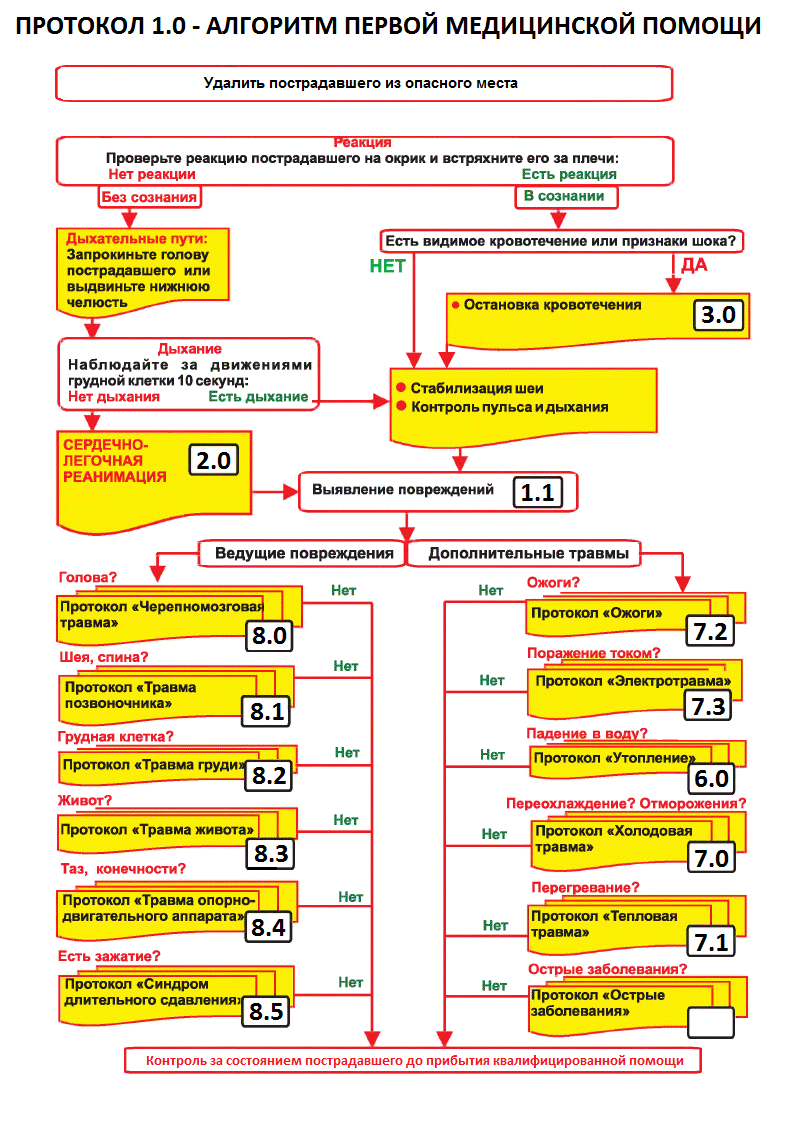 ПРОТОКОЛ 1.0 - АЛГОРИТМ ПЕРВОЙ МЕДИЦИНСКОЙ ПОМОЩИ
Удалить пострадавшего из опасного места
Реакция
Проверьте реакцию пострадавшего на окрик и встряхните его за плечи:
Нет реакции
Есть реакция
Без сознания
В сознании
Дыхательные пути:
Запрокиньте голову
пострадавшего или
выдвиньте нижнюю
челюсть
Есть видимое кровотечение или признаки шока?
НЕТ
ДА
Остановка кровотечения
3.0
Дыхание
Наблюдайте за движениями
грудной клетки 10 секунд:
Нет дыхания
Есть дыхание
Стабилизация шеи
Контроль пульса и дыхания
СЕРДЕЧНО-
ЛЕГОЧНАЯ
РЕАНИМАЦИЯ
2.0
Выявление повреждений
1.1
Ведущие повреждения
Дополнительные травмы
Голова?
Протокол «Черепномозговая
травма»
8.0
Нет
Шея, спина?
Протокол «Травма
позвоночника»
8.1
Нет
Грудная клетка?
Протокол «Травма груди»
8.2
Нет
Живот?
Протокол «Травма живота»
8.3
Нет
Таз, конечности?
Протокол «Травма опорно-
двигательного аппарата»
8.4
Нет
Есть зажатие?
Протокол «Синдром
длительного сдавления»
8.5
Нет
Ожоги?
Нет
Протокол «Ожоги»
7.2
Поражение током?
Нет
Протокол «Электротравма»
7.3
Падение в воду?
Нет
Протокол «Утопление»
6.0
Переохлаждение? Отморожения?
Нет
Протокол «Холодовая
травма»
7.0
Перегревание?
Нет
Протокол «Тепловая
травма»
7.1
Острые заболевания?
Нет
Протокол «Острые
заболевания»
Контроль за состоянием пострадавшего до прибытия квалифицированной помощи